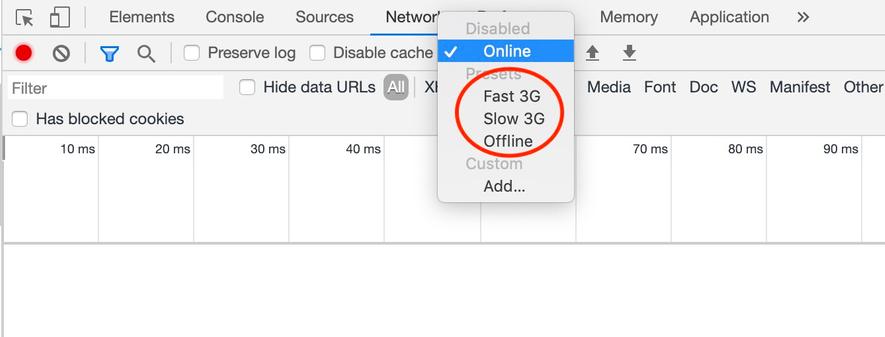 Elements Console Sources Network Memory Application
Disabled
Preserve log Disable cache Online
Presets
Filter Hide data URLs All Media Font Doc WS Manifest Other
Fast 3G
Has blocked cookies Slow 3G
Offline
10 ms 20 ms 30 ms 40 ms 70 ms 80 ms 90 ms
Custom
Add...